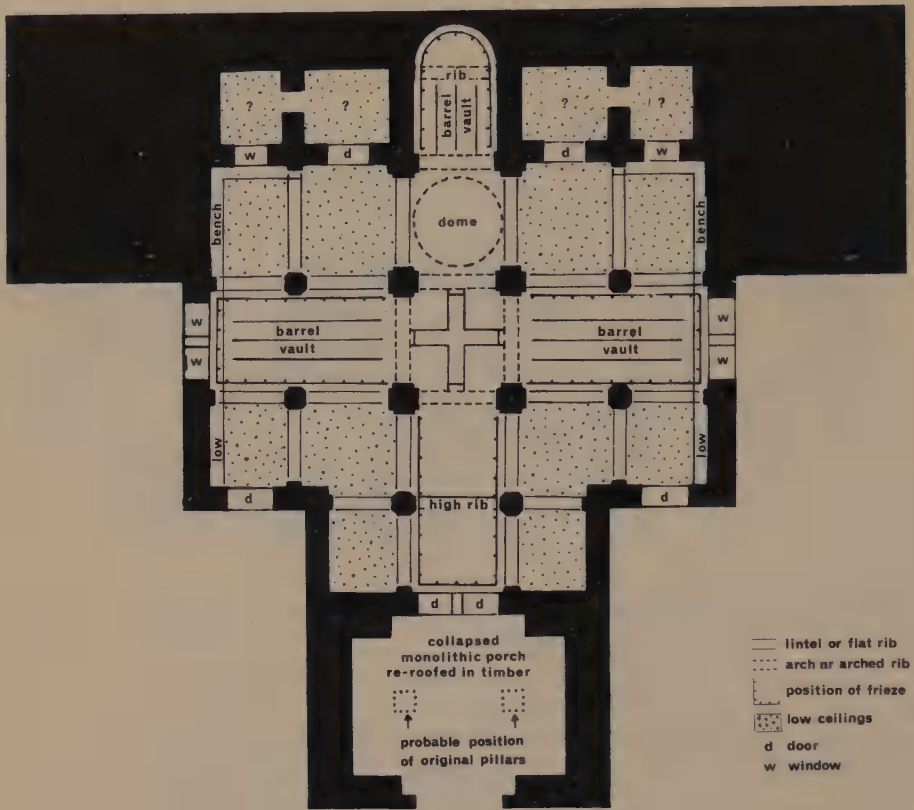 rib
barrel
vault
? ? ? ?
w d d w
dome
bench
bench
w
w
barrel
vault
barrel
vault
w
w
low
low
d
d
high rib
d d
collapsed
monolithic porch
re-roofed in timber
probable position
of original pillars
lintel or flat rib
arch nr arched rib
position of frieze
low ceilings
d door
w window